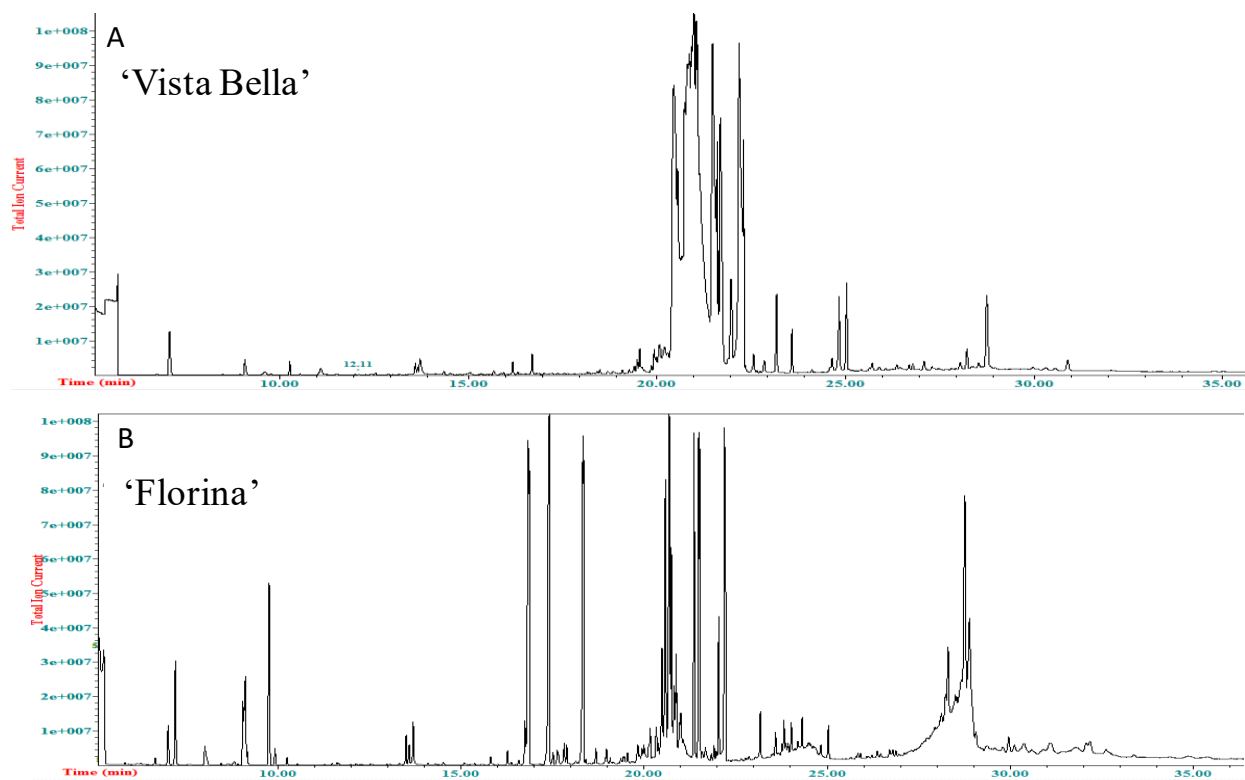 A
‘Vista Bella’
Total Ion Current
1e+008
9e+007
8e+007
7e+007
6e+007
5e+007
4e+007
3e+007
2e+007
1e+007
12.11
Time (min)
10.00 15.00 20.00 25.00 30.00 35.00
B
‘Florina’
Total Ion Current
1e+008
9e+007
8e+007
7e+007
6e+007
5e+007
4e+007
3e+007
2e+007
1e+007
Time (min)
10.00 15.00 20.00 25.00 30.00 35.00